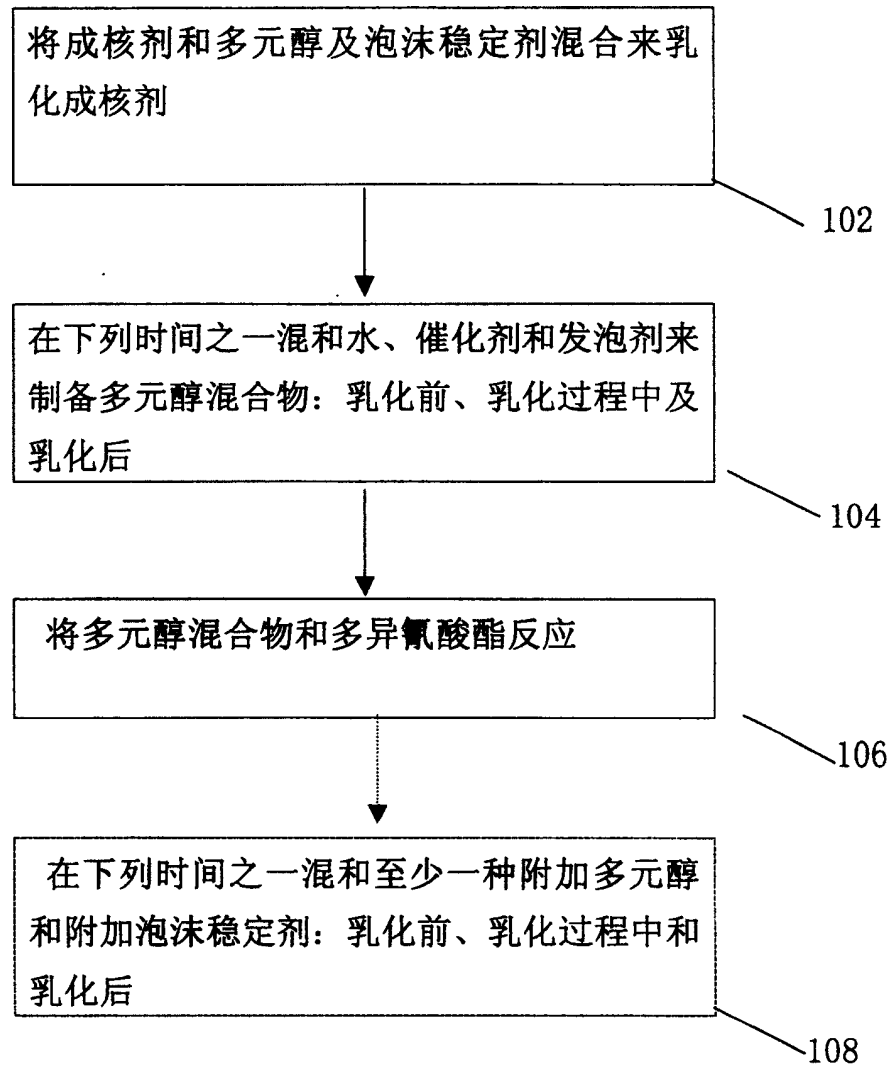 将成核剂和多元醇及泡沫稳定剂混合来乳
化成核剂
102
在下列时间之一混和水、催化剂和发泡剂来
制备多元醇混合物：乳化前、乳化过程中及
乳化后
104
将多元醇混合物和多异氰酸酯反应
106
在下列时间之一混和至少一种附加多元醇
和附加泡沫稳定剂：乳化前、乳化过程中和
乳化后
108